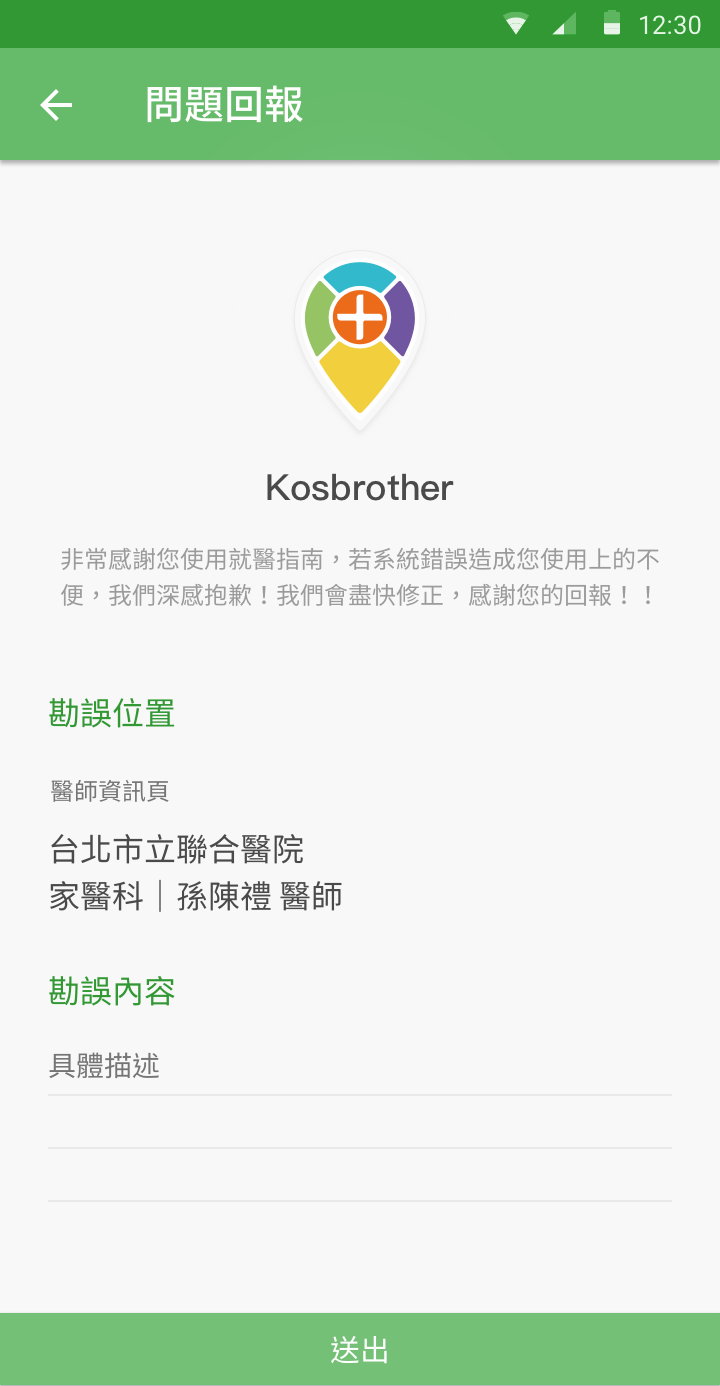 12:30
問題回報
Kosbrother
非常感謝您使用就醫指南，若系統錯誤造成您使用上的不
便，我們深感抱歉！我們會盡快修正，感謝您的回報！！
勘誤位置
醫師資訊頁
台北市立聯合醫院
家醫科｜孫陳禮 醫師
勘誤內容
具體描述
送出